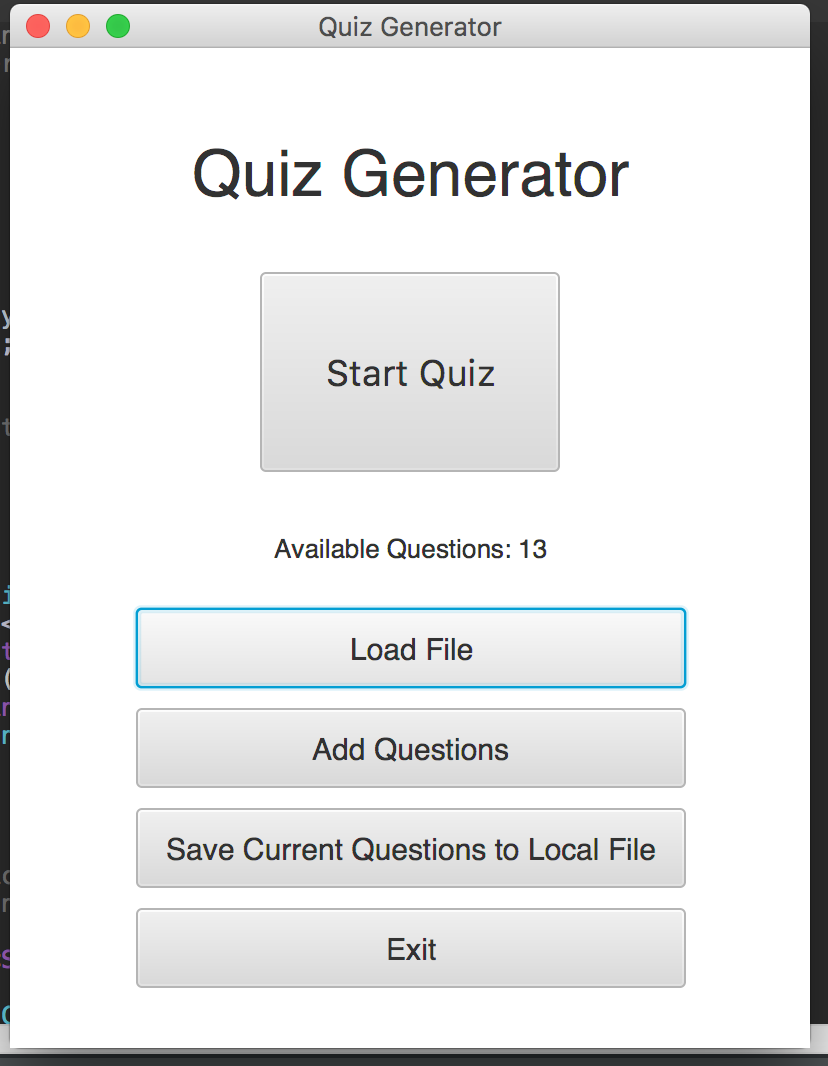 Quiz Generator
Quiz Generator
Start Quiz
Available Questions: 13
Load File
Add Questions
Save Current Questions to Local File
Exit